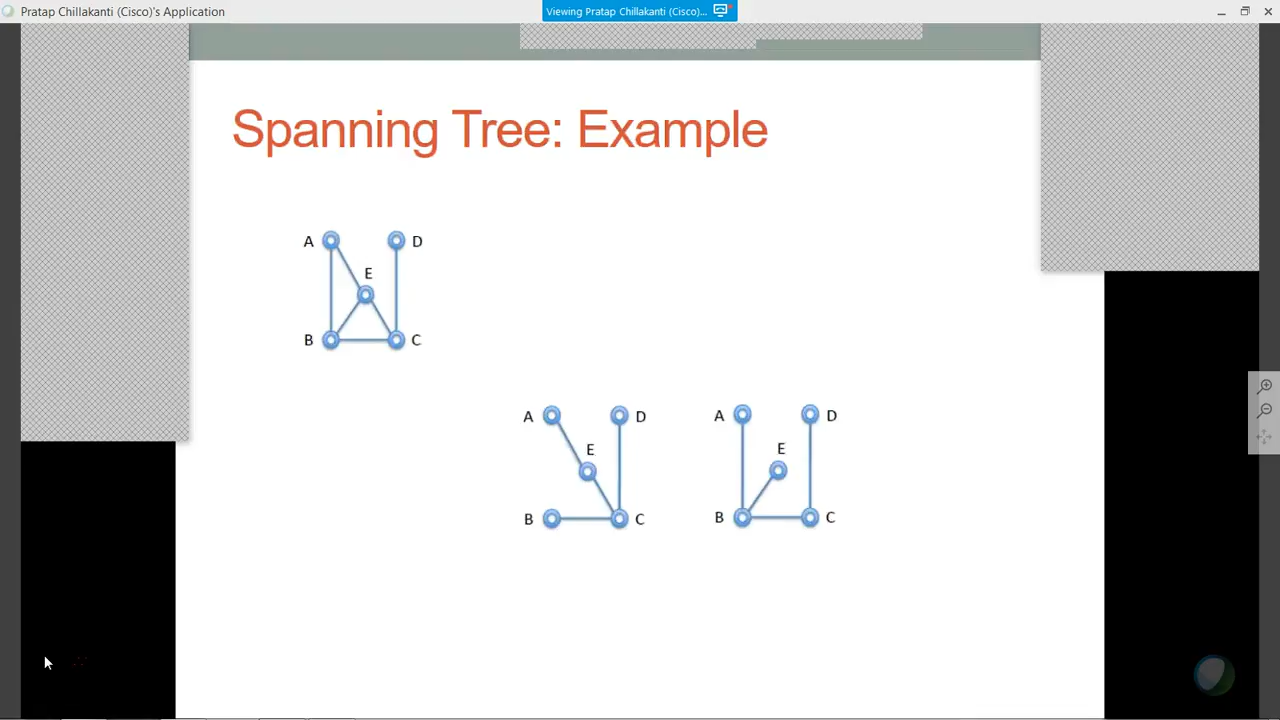 Pratap Chillakanti (Cisco)'s Application
Viewing Pratap Chillakanti (Cisco)...
Spanning Tree: Example
A D
E
B C
A D A D
E E
B C B C